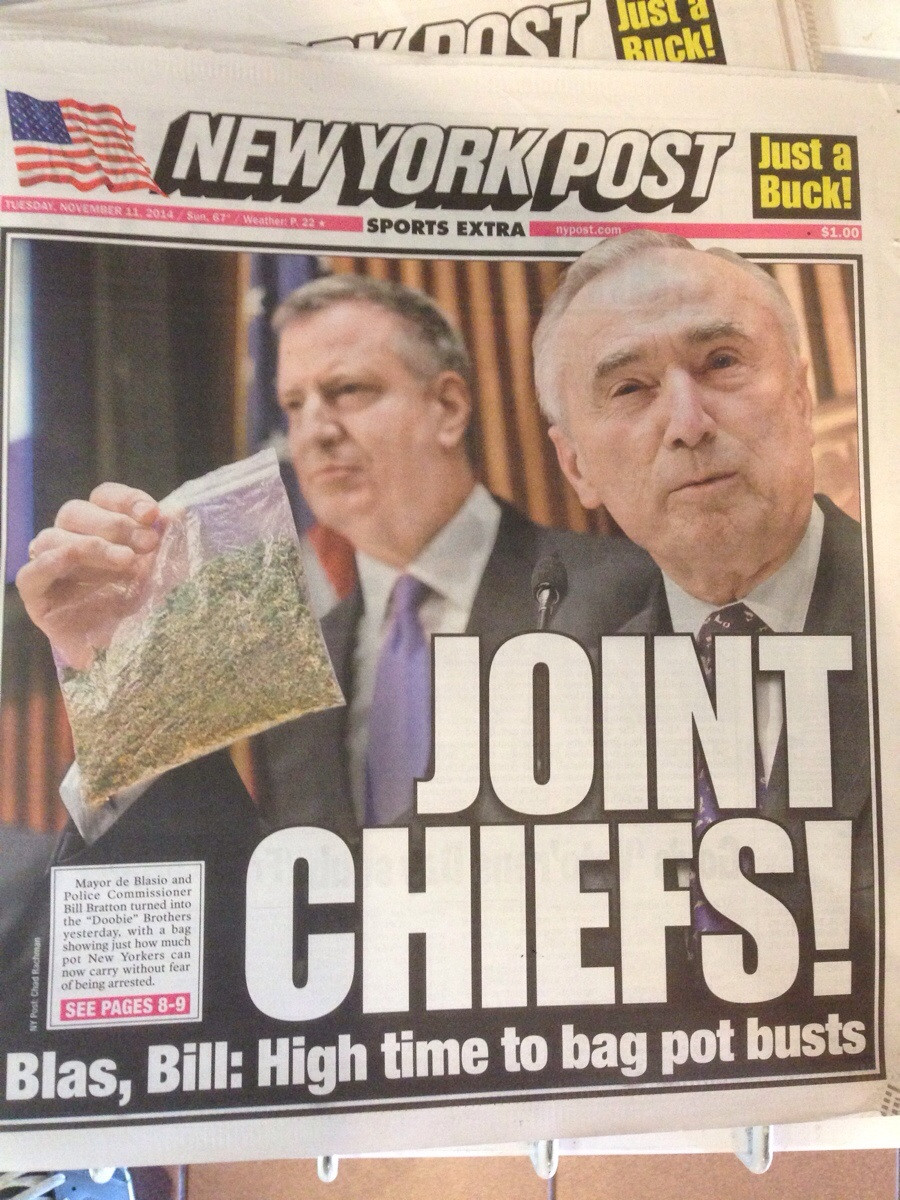 RK POST
Just a
Buck!
NEW YORK POST
Just a
Buck!
TUESDAY, NOVEMBER 11, 2014 / Sun, 67° / Weather: P. 22 ★
SPORTS EXTRA
nypost.com
$1.00
JOINT
CHIEFS!
Mayor de Blasio and
Police Commissioner
Bill Bratton turned into
the “Doobie” Brothers
yesterday, with a bag
showing just how much
pot New Yorkers can
now carry without fear
of being arrested.
SEE PAGES 8-9
NY Post: Chad Rachman
Blas, Bill: High time to bag pot busts